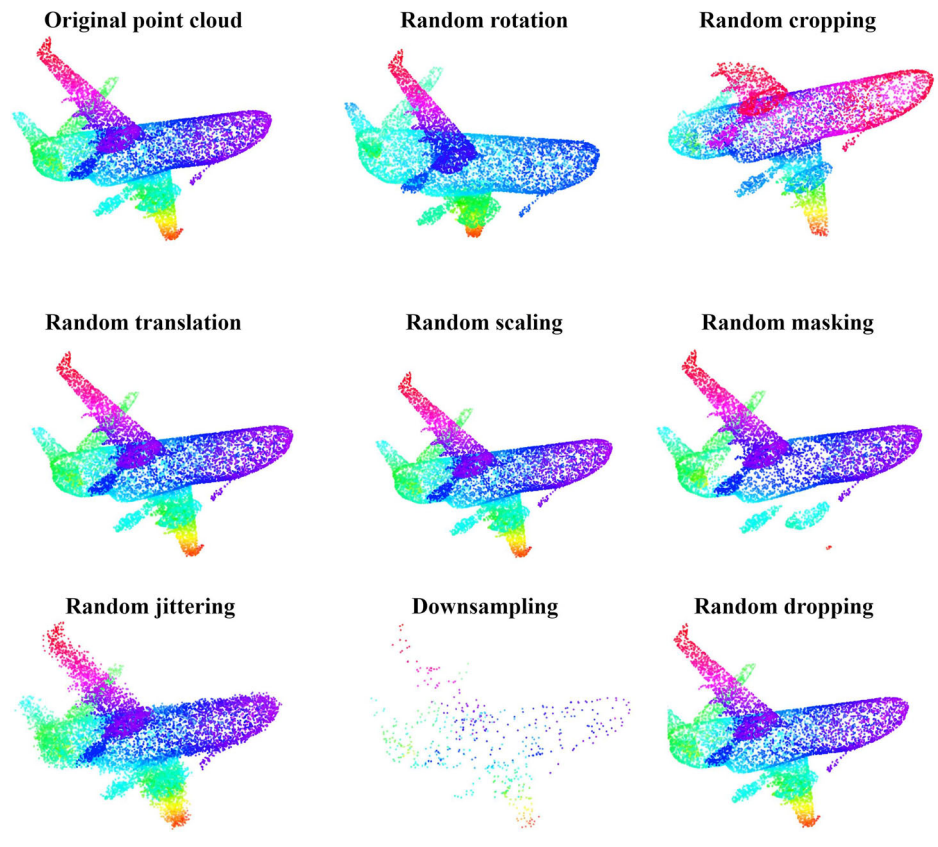 Original point cloud
Random rotation
Random cropping
Random translation
Random scaling
Random masking
Random jittering
Downsampling
Random dropping